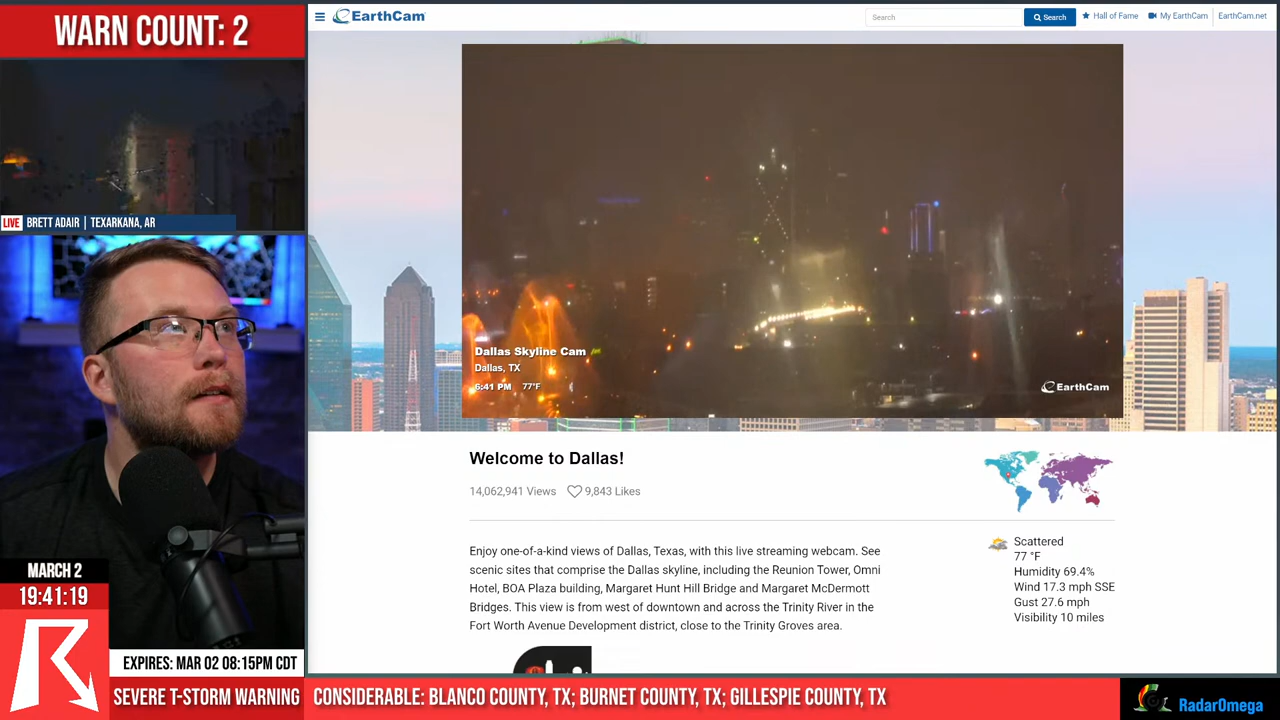 WARN COUNT: 2
EarthCam
Search
Search
Hall of Fame
My EarthCam
EarthCam.net
LIVE
BRETT ADAIR | TEXARKANA, AR
Dallas Skyline Cam
Dallas, TX
6:41 PM 77°F
EarthCam
Welcome to Dallas!
14,062,941 Views 9,843 Likes
Enjoy one-of-a-kind views of Dallas, Texas, with this live streaming webcam. See
scenic sites that comprise the Dallas skyline, including the Reunion Tower, Omni
Hotel, BOA Plaza building, Margaret Hunt Hill Bridge and Margaret McDermott
Bridges. This view is from west of downtown and across the Trinity River in the
Fort Worth Avenue Development district, close to the Trinity Groves area.
Scattered
77 °F
Humidity 69.4%
Wind 17.3 mph SSE
Gust 27.6 mph
Visibility 10 miles
MARCH 2
19:41:19
EXPIRES: MAR 02 08:15PM CDT
SEVERE T-STORM WARNING
CONSIDERABLE: BLANCO COUNTY, TX; BURNET COUNTY, TX; GILLESPIE COUNTY, TX
RadarOmega